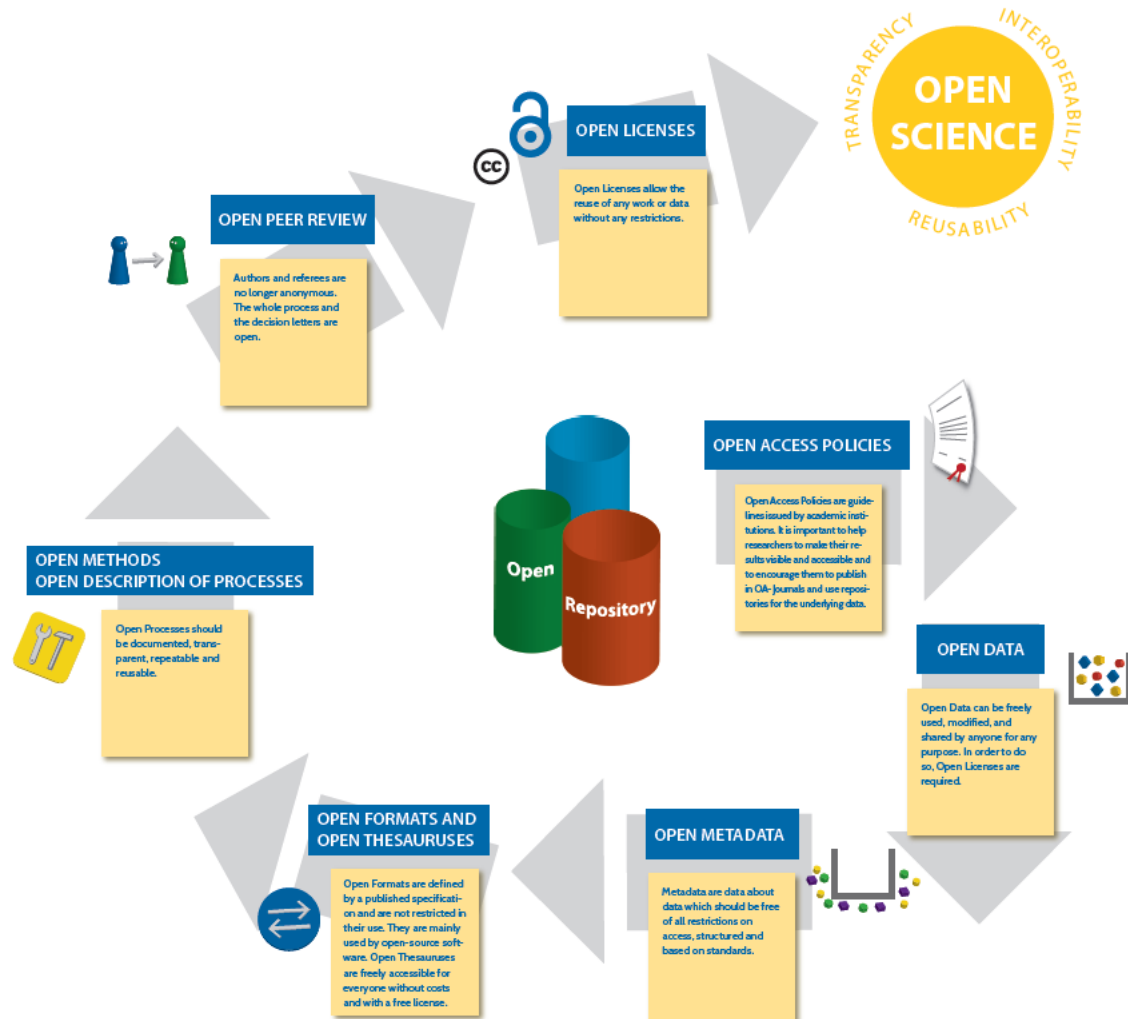 TRANSPARENCY
INTEROPERABILITY
OPEN
SCIENCE
REUSABILITY
OPEN LICENSES
cc
Open Licenses allow the
reuse of any work or data
without any restrictions.
OPEN PEER REVIEW
Authors and referees are
no longer anonymous.
The whole process and
the decision letters are
open.
OPEN ACCESS POLICIES
Open Access Policies are guide-
lines issued by academic insti-
tutions. It is important to help
researchers to make their re-
sults visible and accessible and
to encourage them to publish
in OA-Journals and use reposi-
tories for the underlying data.
Open
Repository
OPEN METHODS
OPEN DESCRIPTION OF PROCESSES
Open Processes should
be documented, trans-
parent, repeatable and
reusable.
OPEN DATA
Open Data can be freely
used, modified, and
shared by anyone for any
purpose. In order to do
so, Open Licenses are
required.
OPEN FORMATS AND
OPEN THESAURUSES
Open Formats are defined
by a published specificati-
on and are not restricted in
their use. They are mainly
used by open-source soft-
ware. Open Thesauruses
are freely accessible for
everyone without costs
and with a free license.
OPEN METADATA
Metadata are data about
data which should be free
of all restrictions on
access, structured and
based on standards.